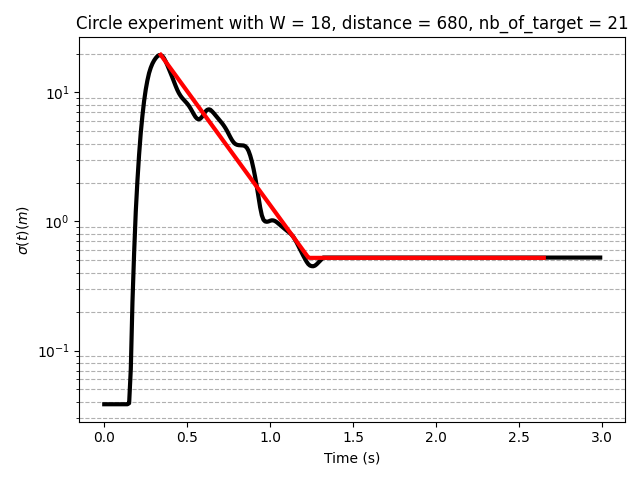 Circle experiment with W = 18, distance = 680, nb_of_target = 21
10¹
10⁰
10⁻¹
σ(t)(m)
0.0 0.5 1.0 1.5 2.0 2.5 3.0
Time (s)